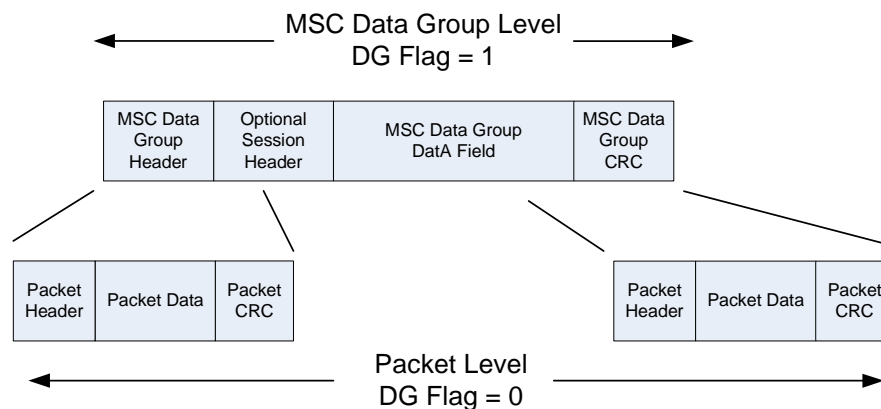 MSC Data Group Level
DG Flag = 1
MSC Data
Group
Header
Optional
Session
Header
MSC Data Group
DatA Field
MSC Data
Group
CRC
Packet
Header
Packet Data
Packet
CRC
Packet
Header
Packet Data
Packet
CRC
Packet Level
DG Flag = 0